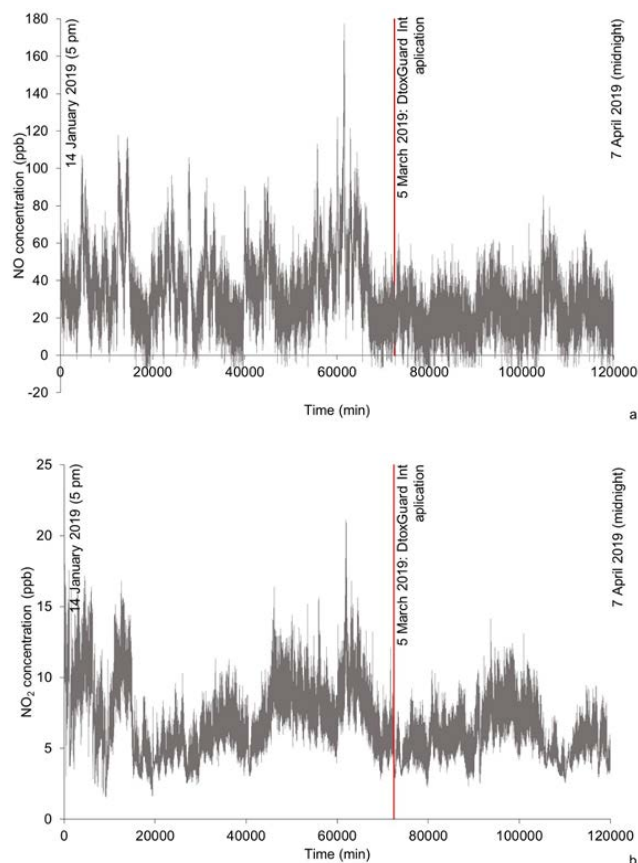 180
160
140
120
100
80
60
40
20
0
-20
NO concentration (ppb)
14 January 2019 (5 pm)
5 March 2019: DtoxGuard Int
aplication
7 April 2019 (midnight)
0 20000 40000 60000 80000 100000 120000
Time (min)
a
25
20
15
10
5
0
NO₂ concentration (ppb)
14 January 2019 (5 pm)
5 March 2019: DtoxGuard Int
aplication
7 April 2019 (midnight)
0 20000 40000 60000 80000 100000 120000
Time (min)
b